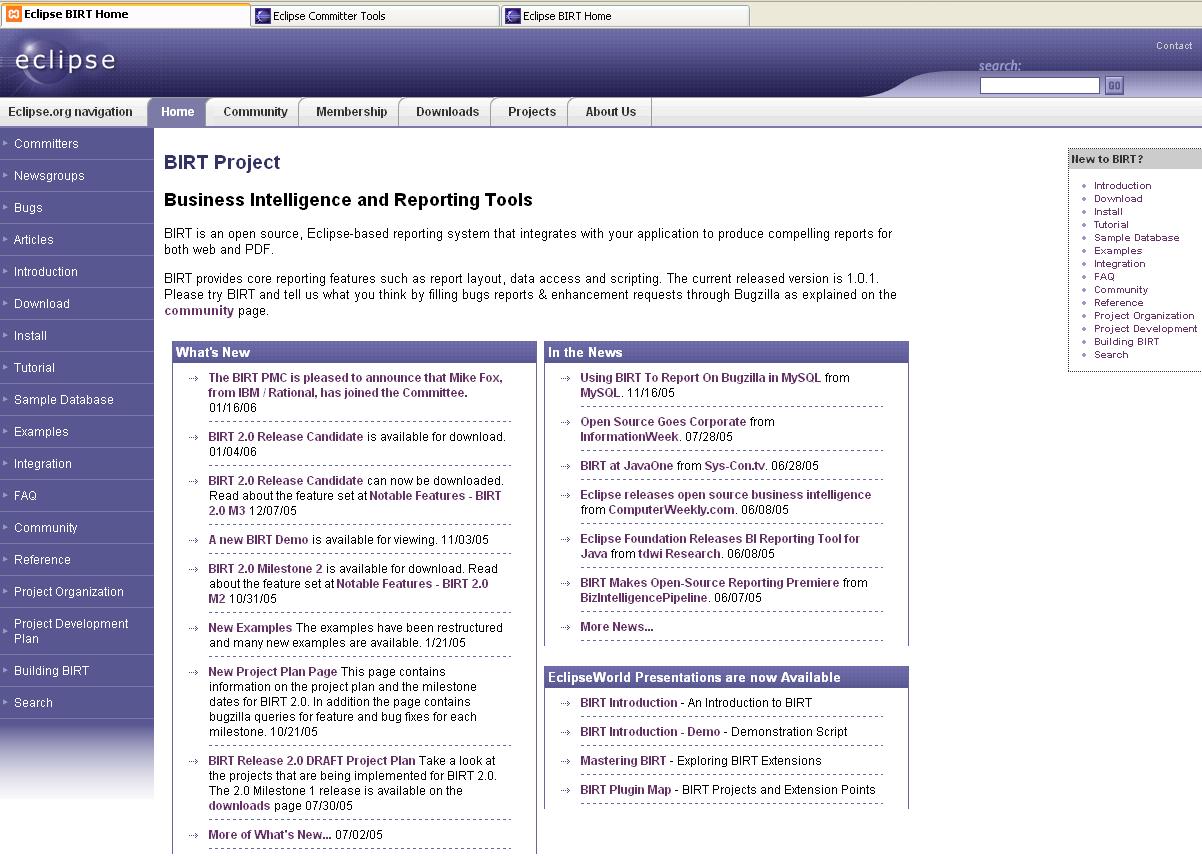 Eclipse BIRT Home
Eclipse Committer Tools
Eclipse BIRT Home
eclipse
Contact
search:
GO
Eclipse.org navigation
Home
Community
Membership
Downloads
Projects
About Us
Committers
Newsgroups
Bugs
Articles
Introduction
Download
Install
Tutorial
Sample Database
Examples
Integration
FAQ
Community
Reference
Project Organization
Project Development
Plan
Building BIRT
Search
BIRT Project
Business Intelligence and Reporting Tools
BIRT is an open source, Eclipse-based reporting system that integrates with your application to produce compelling reports for
both web and PDF.
BIRT provides core reporting features such as report layout, data access and scripting. The current released version is 1.0.1.
Please try BIRT and tell us what you think by filling bugs reports & enhancement requests through Bugzilla as explained on the
community page.
What's New
The BIRT PMC is pleased to announce that Mike Fox,
from IBM / Rational, has joined the Committee.
01/16/06
BIRT 2.0 Release Candidate is available for download.
01/04/06
BIRT 2.0 Release Candidate can now be downloaded.
Read about the feature set at Notable Features - BIRT
2.0 M3 12/07/05
A new BIRT Demo is available for viewing. 11/03/05
BIRT 2.0 Milestone 2 is available for download. Read
about the feature set at Notable Features - BIRT 2.0
M2 10/31/05
New Examples The examples have been restructured
and many new examples are available. 1/21/05
New Project Plan Page This page contains
information on the project plan and the milestone
dates for BIRT 2.0. In addition the page contains
bugzilla queries for feature and bug fixes for each
milestone. 10/21/05
BIRT Release 2.0 DRAFT Project Plan Take a look at
the projects that are being implemented for BIRT 2.0.
The 2.0 Milestone 1 release is available on the
downloads page 07/30/05
More of What's New... 07/02/05
In the News
Using BIRT To Report On Bugzilla in MySQL from
MySQL. 11/16/05
Open Source Goes Corporate from
InformationWeek. 07/28/05
BIRT at JavaOne from Sys-Con.tv. 06/28/05
Eclipse releases open source business intelligence
from ComputerWeekly.com. 06/08/05
Eclipse Foundation Releases BI Reporting Tool for
Java from tdwi Research. 06/08/05
BIRT Makes Open-Source Reporting Premiere from
BizIntelligencePipeline. 06/07/05
More News...
EclipseWorld Presentations are now Available
BIRT Introduction - An Introduction to BIRT
BIRT Introduction - Demo - Demonstration Script
Mastering BIRT - Exploring BIRT Extensions
BIRT Plugin Map - BIRT Projects and Extension Points
New to BIRT?
Introduction
Download
Install
Tutorial
Sample Database
Examples
Integration
FAQ
Community
Reference
Project Organization
Project Development
Building BIRT
Search